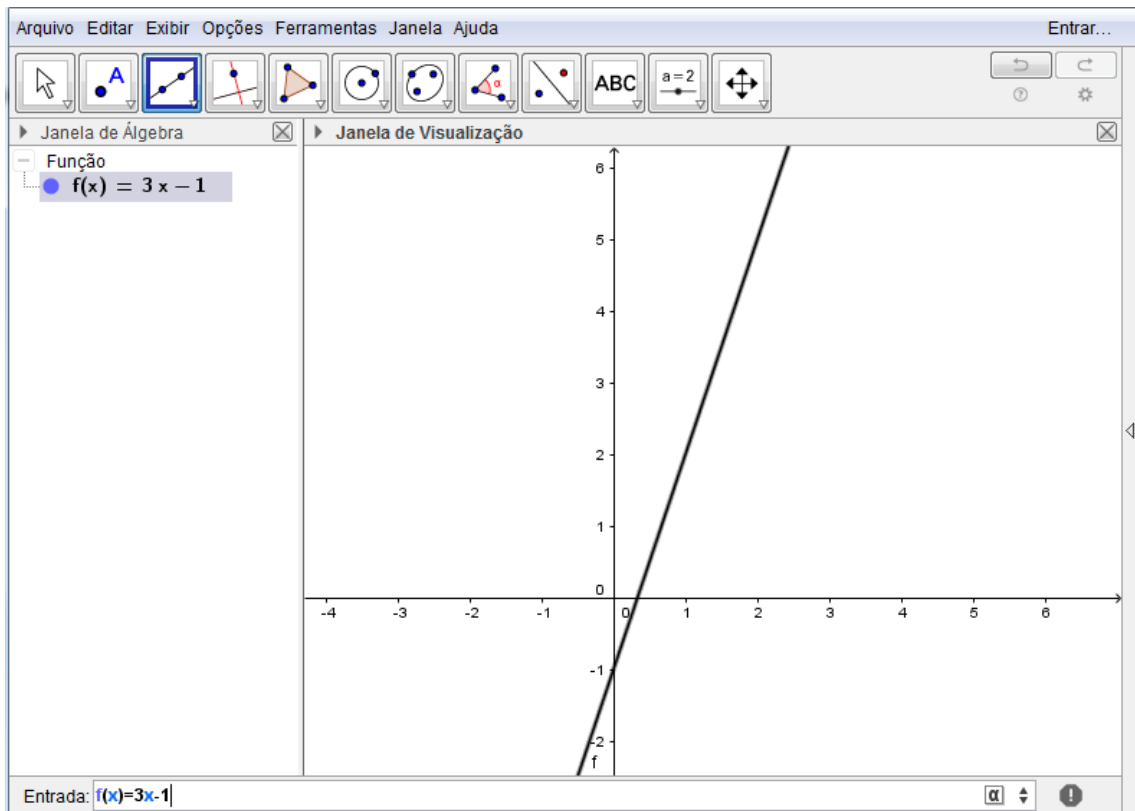 Arquivo Editar Exibir Opções Ferramentas Janela Ajuda Entrar...
A α ABC a=2
Janela de Álgebra
Janela de Visualização
Função
f(x) = 3 x − 1
6
5
4
3
2
1
0
-4 -3 -2 -1 0 1 2 3 4 5 6
-1
-2
f
Entrada: f(x)=3x-1 α